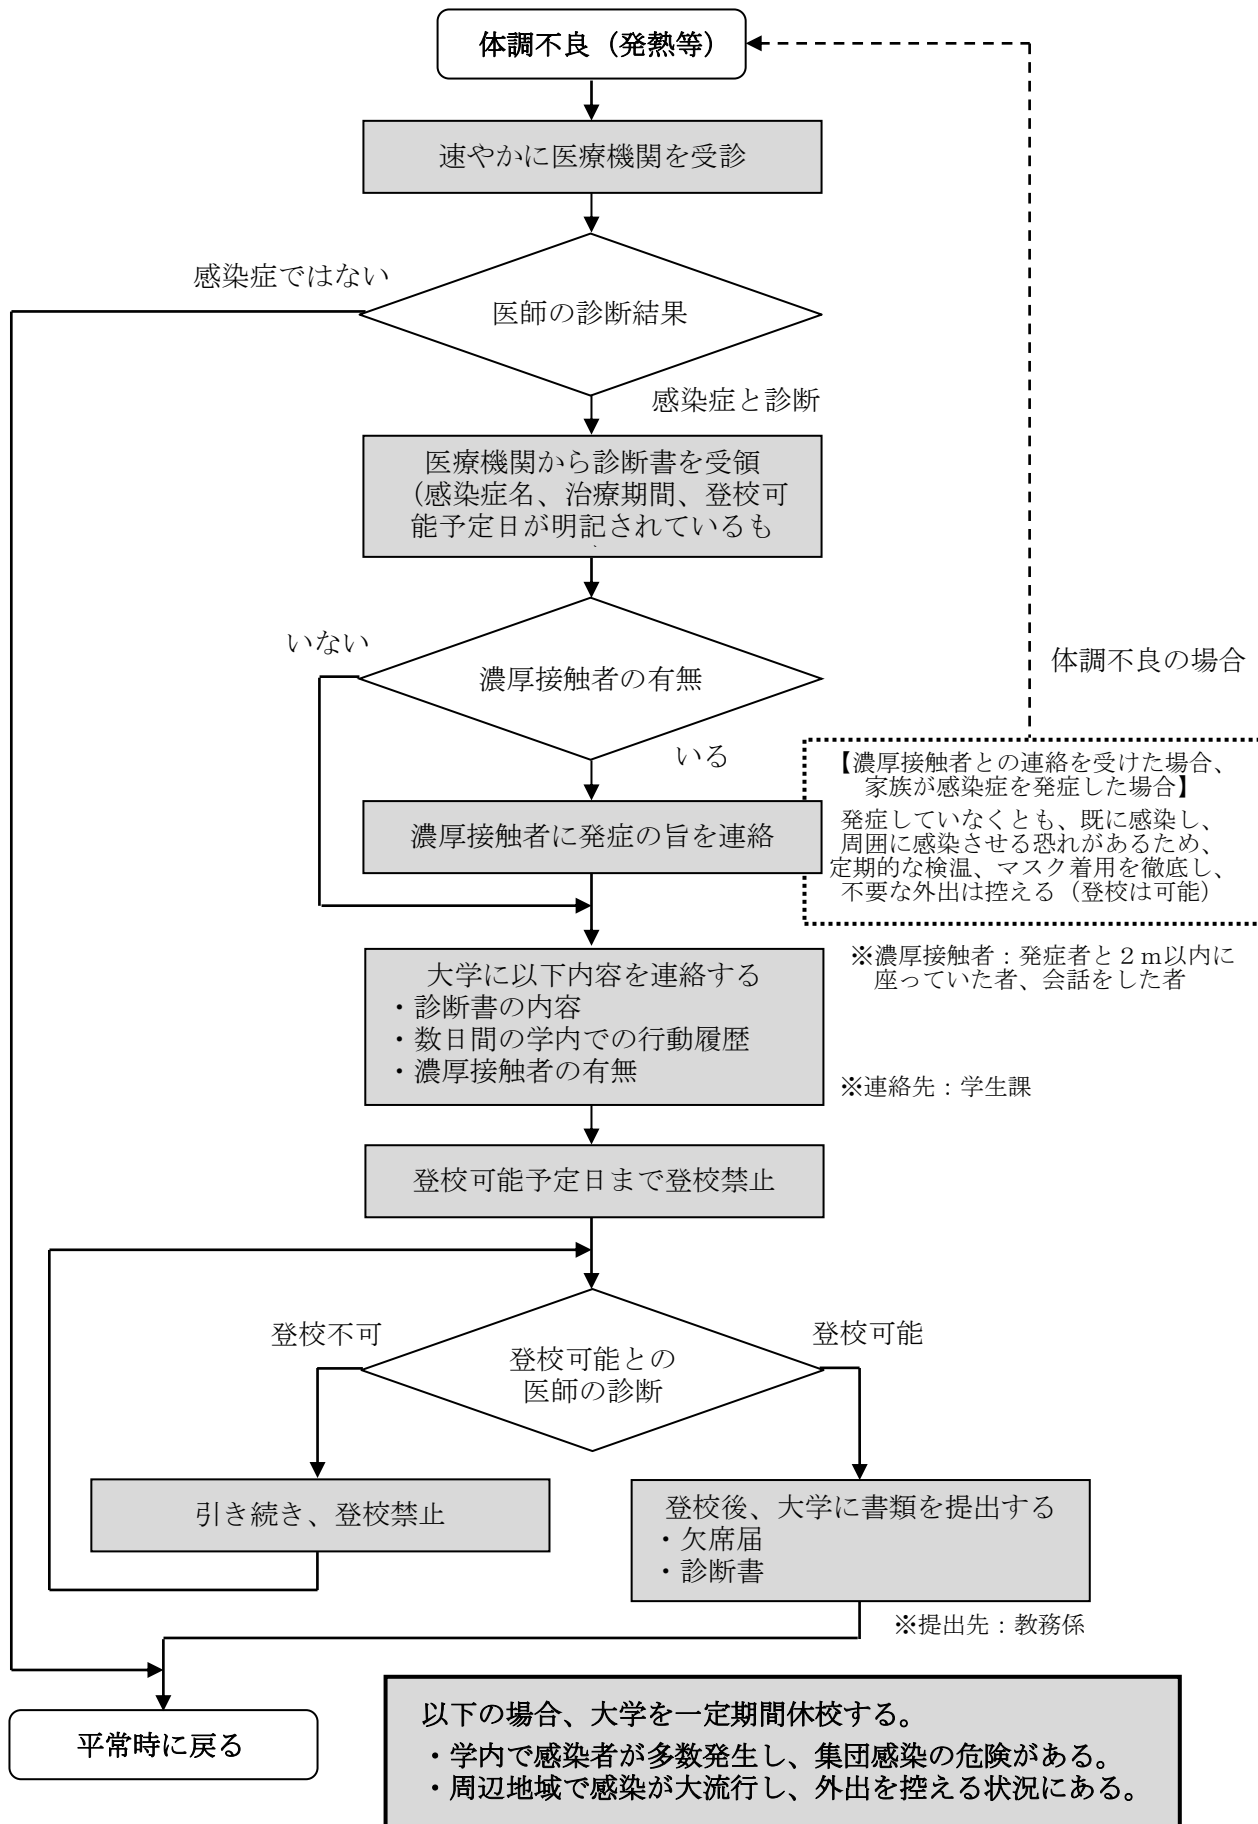 体調不良（発熱等）
速やかに医療機関を受診
感染症ではない
医師の診断結果
感染症と診断
医療機関から診断書を受領
（感染症名、治療期間、登校可
能予定日が明記されているも
いない
濃厚接触者の有無
体調不良の場合
いる
濃厚接触者に発症の旨を連絡
【濃厚接触者との連絡を受けた場合、
家族が感染症を発症した場合】
発症していなくとも、既に感染し、
周囲に感染させる恐れがあるため、
定期的な検温、マスク着用を徹底し、
不要な外出は控える（登校は可能）
※濃厚接触者：発症者と２ｍ以内に
座っていた者、会話をした者
大学に以下内容を連絡する
・診断書の内容
・数日間の学内での行動履歴
・濃厚接触者の有無
※連絡先：学生課
登校可能予定日まで登校禁止
登校不可
登校可能
登校可能との
医師の診断
引き続き、登校禁止
登校後、大学に書類を提出する
・欠席届
・診断書
※提出先：教務係
平常時に戻る
以下の場合、大学を一定期間休校する。
・学内で感染者が多数発生し、集団感染の危険がある。
・周辺地域で感染が大流行し、外出を控える状況にある。